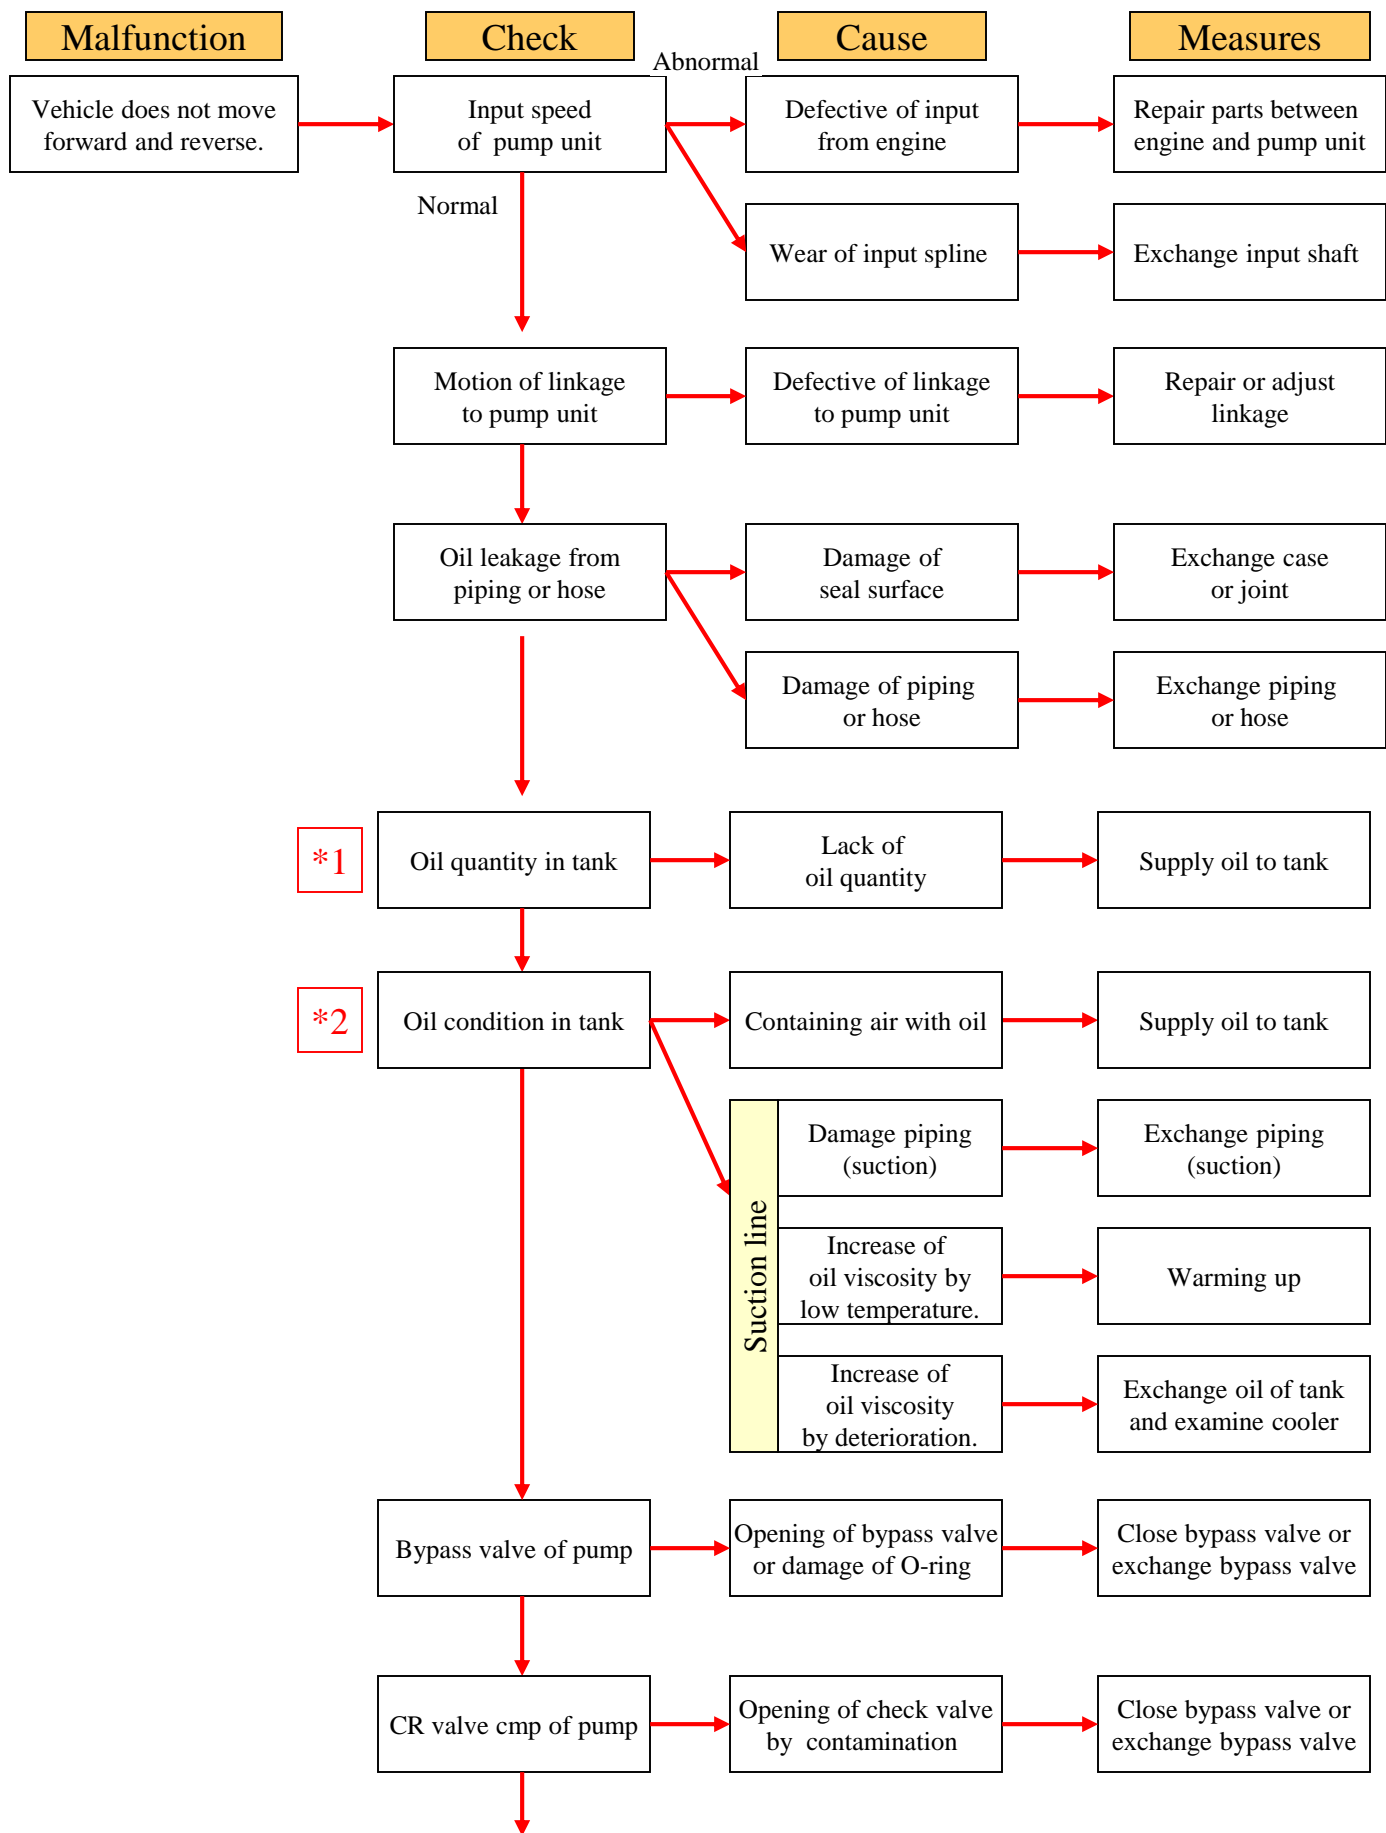 Malfunction
Check
Cause
Measures
Abnormal
Vehicle does not move
forward and reverse.
Input speed
of pump unit
Defective of input
from engine
Repair parts between
engine and pump unit
Normal
Wear of input spline
Exchange input shaft
Motion of linkage
to pump unit
Defective of linkage
to pump unit
Repair or adjust
linkage
Oil leakage from
piping or hose
Damage of
seal surface
Exchange case
or joint
Damage of piping
or hose
Exchange piping
or hose
*1
Oil quantity in tank
Lack of
oil quantity
Supply oil to tank
*2
Oil condition in tank
Containing air with oil
Supply oil to tank
Suction line
Damage piping
(suction)
Exchange piping
(suction)
Increase of
oil viscosity by
low temperature.
Warming up
Increase of
oil viscosity
by deterioration.
Exchange oil of tank
and examine cooler
Bypass valve of pump
Opening of bypass valve
or damage of O-ring
Close bypass valve or
exchange bypass valve
CR valve cmp of pump
Opening of check valve
by contamination
Close bypass valve or
exchange bypass valve